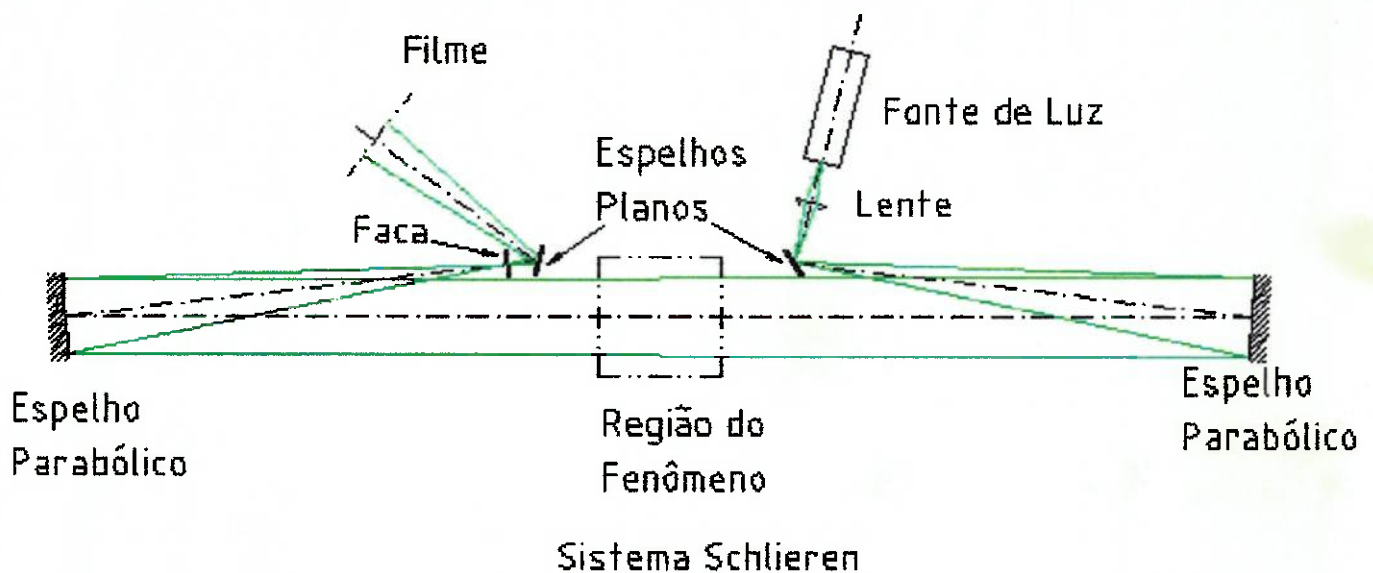 Filme
Fonte de Luz
Espelhos
Planos
Lente
Faca
Espelho
Parabólico
Região do
Fenômeno
Espelho
Parabólico
Sistema Schlieren